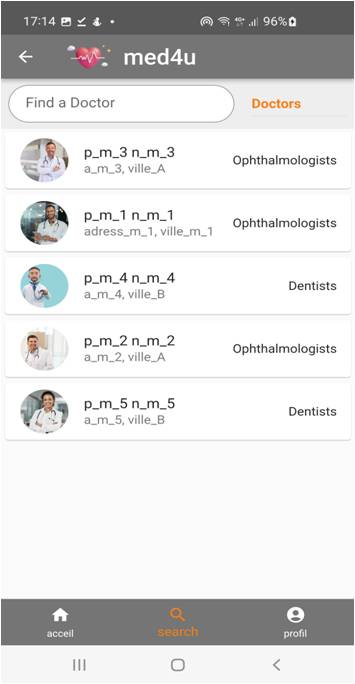 17:14 96%
med4u
Find a Doctor Doctors
p_m_3 n_m_3
a_m_3, ville_A
Ophthalmologists
p_m_1 n_m_1
adress_m_1, ville_m_1
Ophthalmologists
p_m_4 n_m_4
a_m_4, ville_B
Dentists
p_m_2 n_m_2
a_m_2, ville_A
Ophthalmologists
p_m_5 n_m_5
a_m_5, ville_B
Dentists
acceil search profil